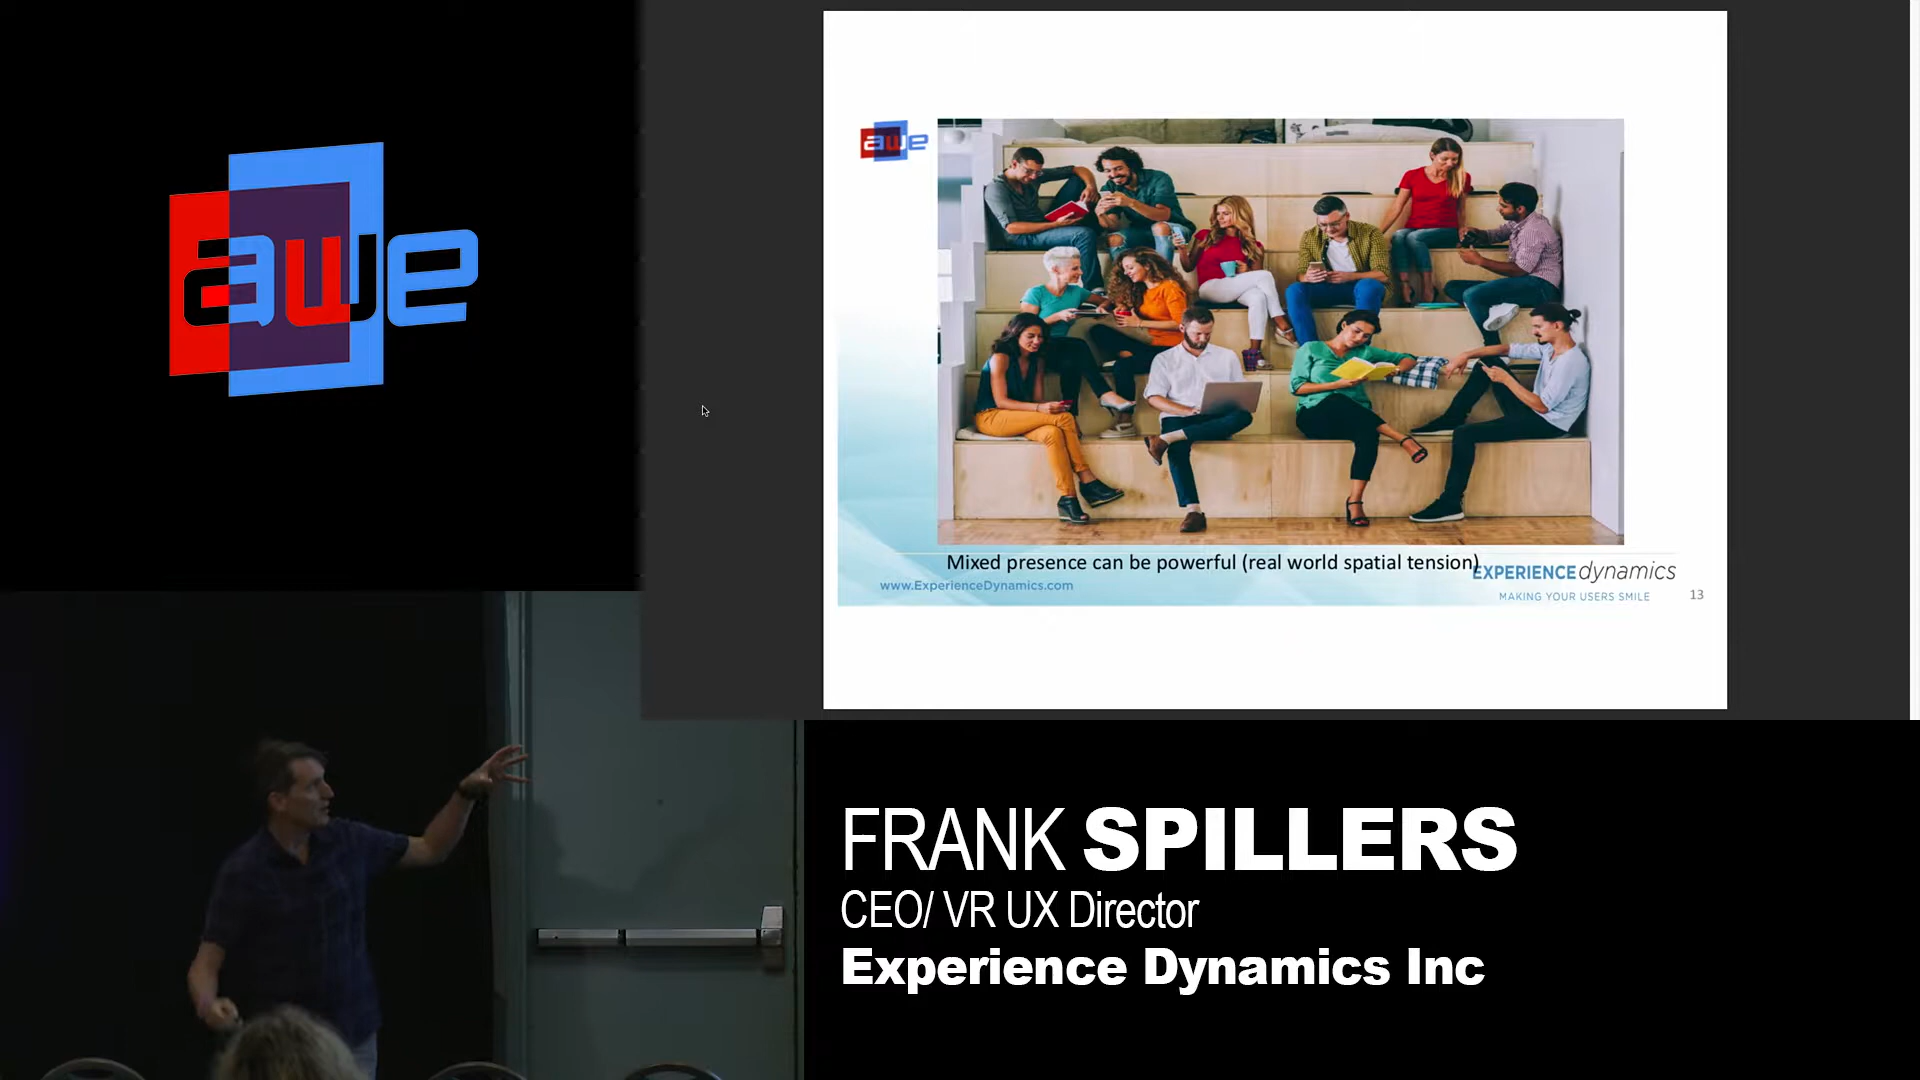 awe
awe
Mixed presence can be powerful (real world spatial tension)
www.ExperienceDynamics.com
EXPERIENCE dynamics
MAKING YOUR USERS SMILE
13
FRANK SPILLERS
CEO/ VR UX Director
Experience Dynamics Inc